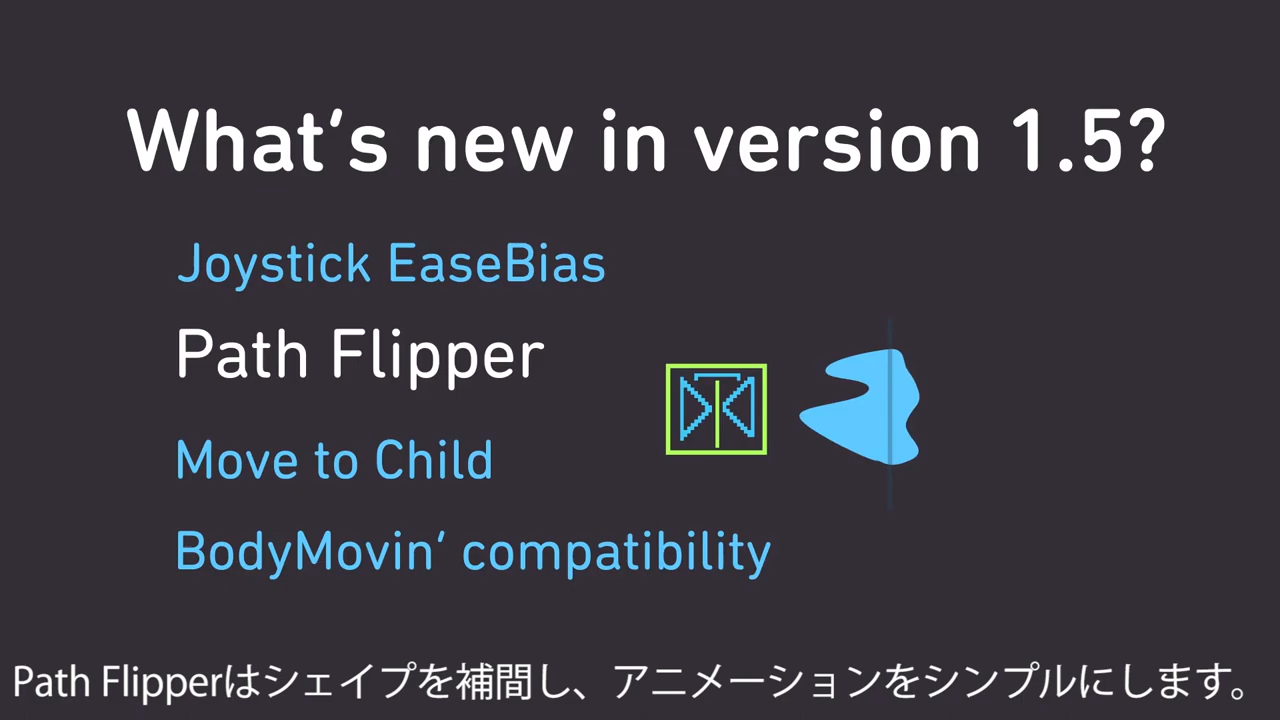 What's new in version 1.5?
Joystick EaseBias
Path Flipper
Move to Child
BodyMovin' compatibility
Path Flipperはシェイプを補間し、アニメーションをシンプルにします。